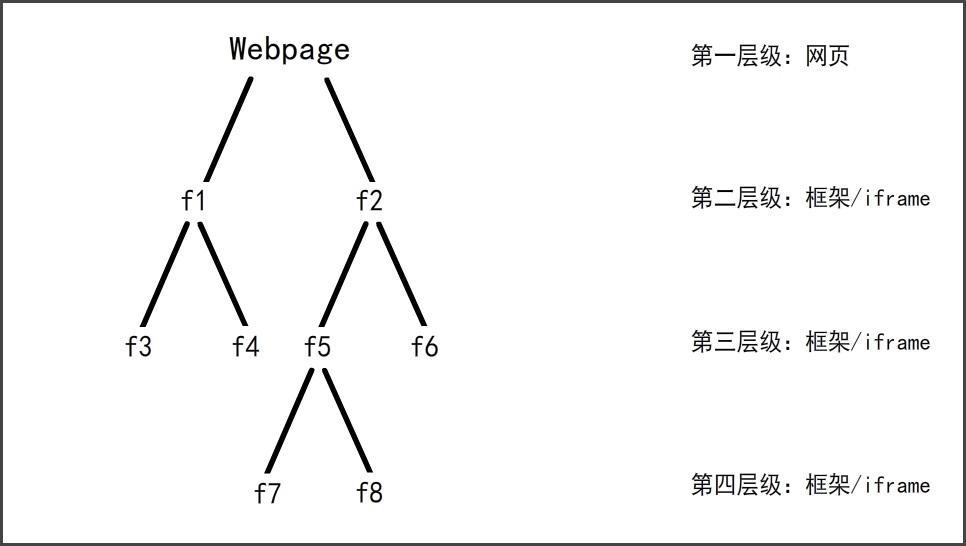 Webpage
第一层级：网页
f1
f2
第二层级：框架/iframe
f3
f4
f5
f6
第三层级：框架/iframe
f7
f8
第四层级：框架/iframe